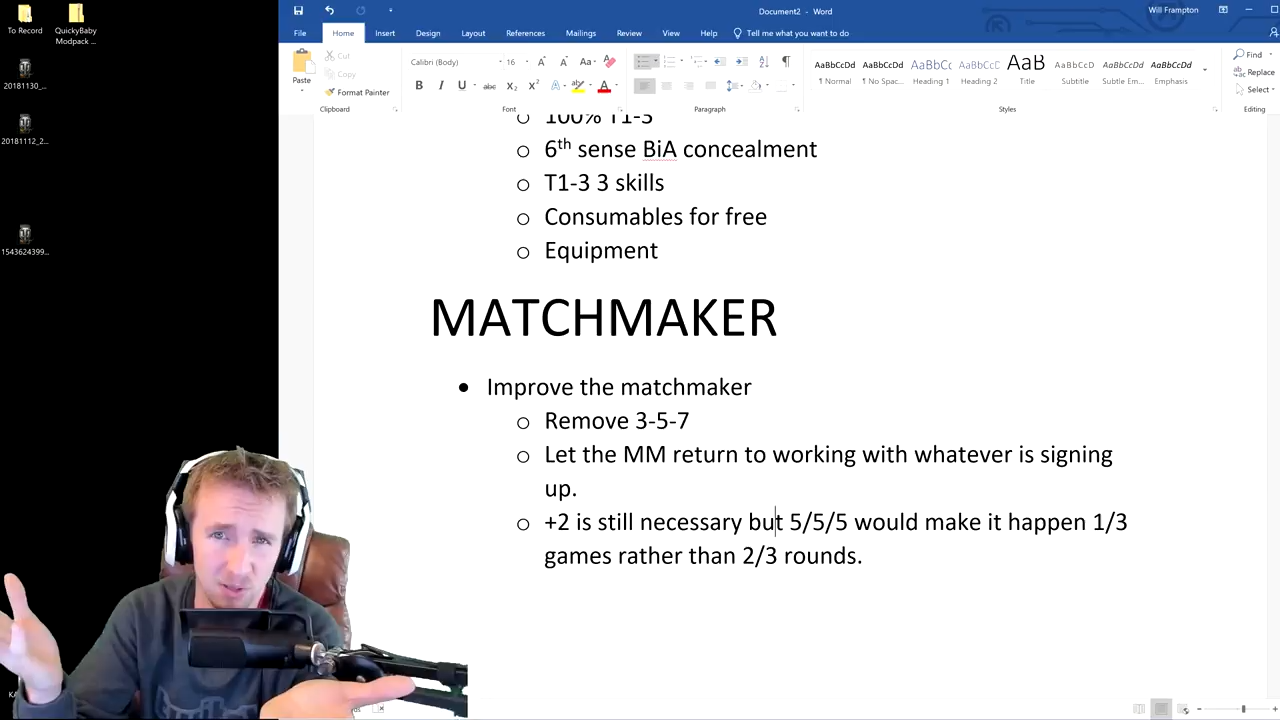 To Record
QuickyBaby
Modpack ...
20181130_...
20181112_2...
1543624399...
Document2 - Word
Will Frampton
File
Home
Insert
Design
Layout
References
Mailings
Review
View
Help
Tell me what you want to do
Paste
Cut
Copy
Format Painter
Clipboard
Calibri (Body)
16
Font
Paragraph
AaBbCcDd
¶ Normal
AaBbCcDd
¶ No Spac...
AaBbCc
Heading 1
AaBbCcC
Heading 2
AaB
Title
AaBbCcD
Subtitle
AaBbCcDd
Subtle Em...
AaBbCcDd
Emphasis
Styles
Find
Replace
Select
Editing
6th sense BiA concealment
T1-3 3 skills
Consumables for free
Equipment
MATCHMAKER
Improve the matchmaker
Remove 3-5-7
Let the MM return to working with whatever is signing
up.
+2 is still necessary but 5/5/5 would make it happen 1/3
games rather than 2/3 rounds.